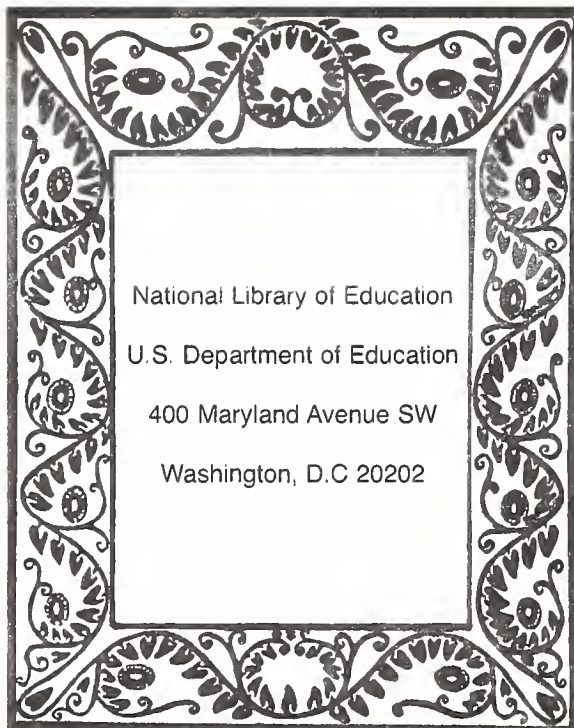 National Library of Education
U.S. Department of Education
400 Maryland Avenue SW
Washington, D.C 20202